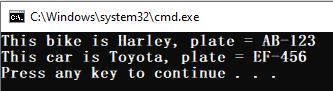 C:\Windows\system32\cmd.exe
This bike is Harley, plate = AB-123
This car is Toyota, plate = EF-456
Press any key to continue . . .